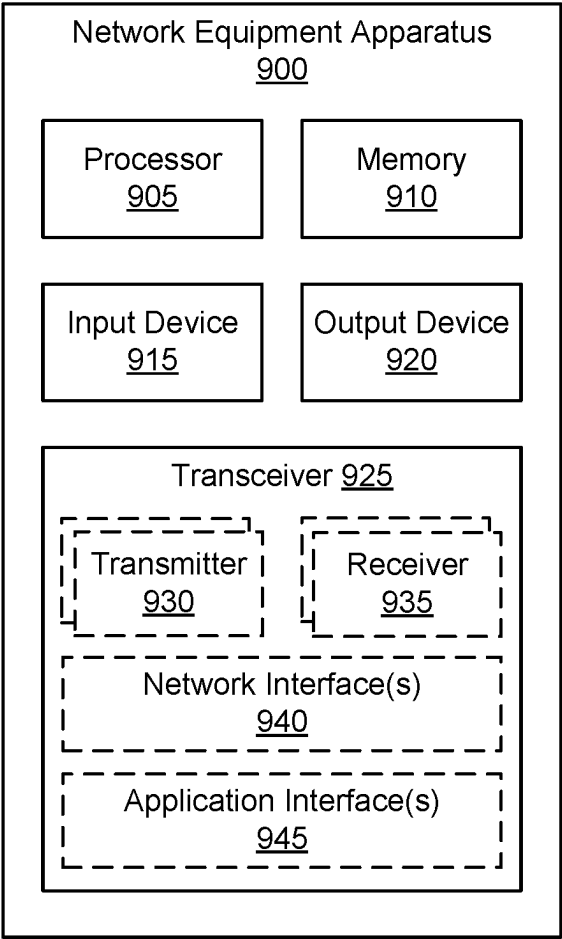 Network Equipment Apparatus
900
Processor
905
Memory
910
Input Device
915
Output Device
920
Transceiver 925
Transmitter
930
Receiver
935
Network Interface(s)
940
Application Interface(s)
945